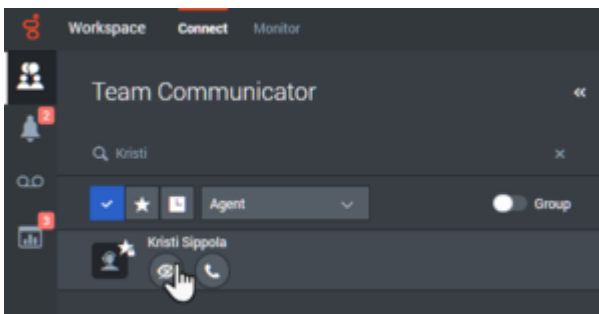 Workspace Connect Monitor
Team Communicator «
2
Kristi ×
3
Agent Group
Kristi Sippola